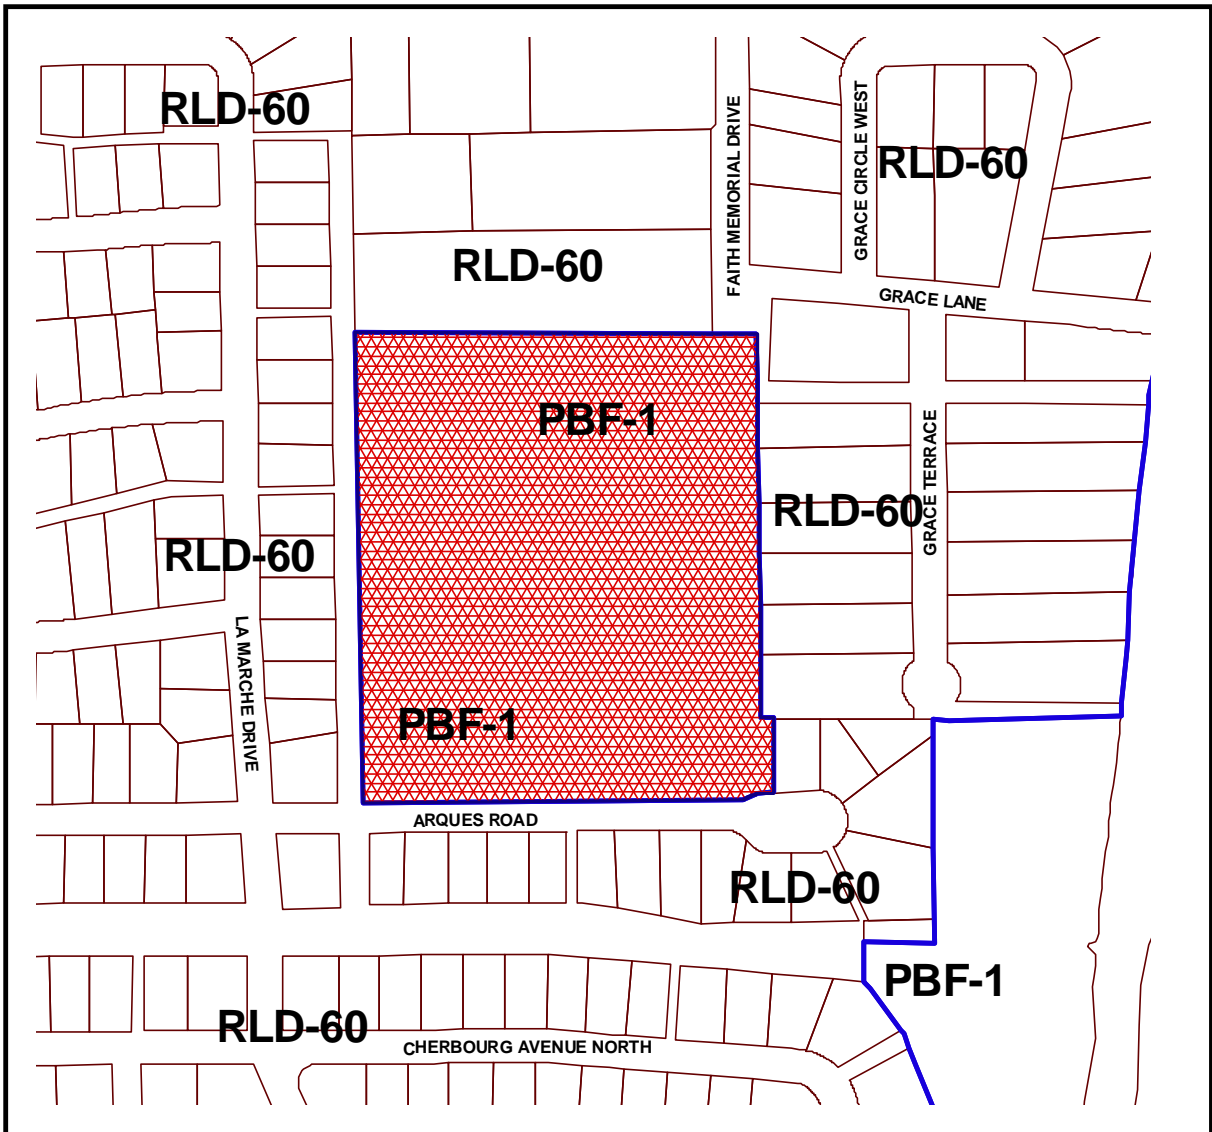 RLD-60
FAITH MEMORIAL DRIVE
GRACE CIRCLE WEST
RLD-60
RLD-60
GRACE LANE
PBF-1
GRACE TERRACE
RLD-60
RLD-60
LA MARCHE DRIVE
PBF-1
ARQUES ROAD
RLD-60
PBF-1
RLD-60
CHERBOURG AVENUE NORTH